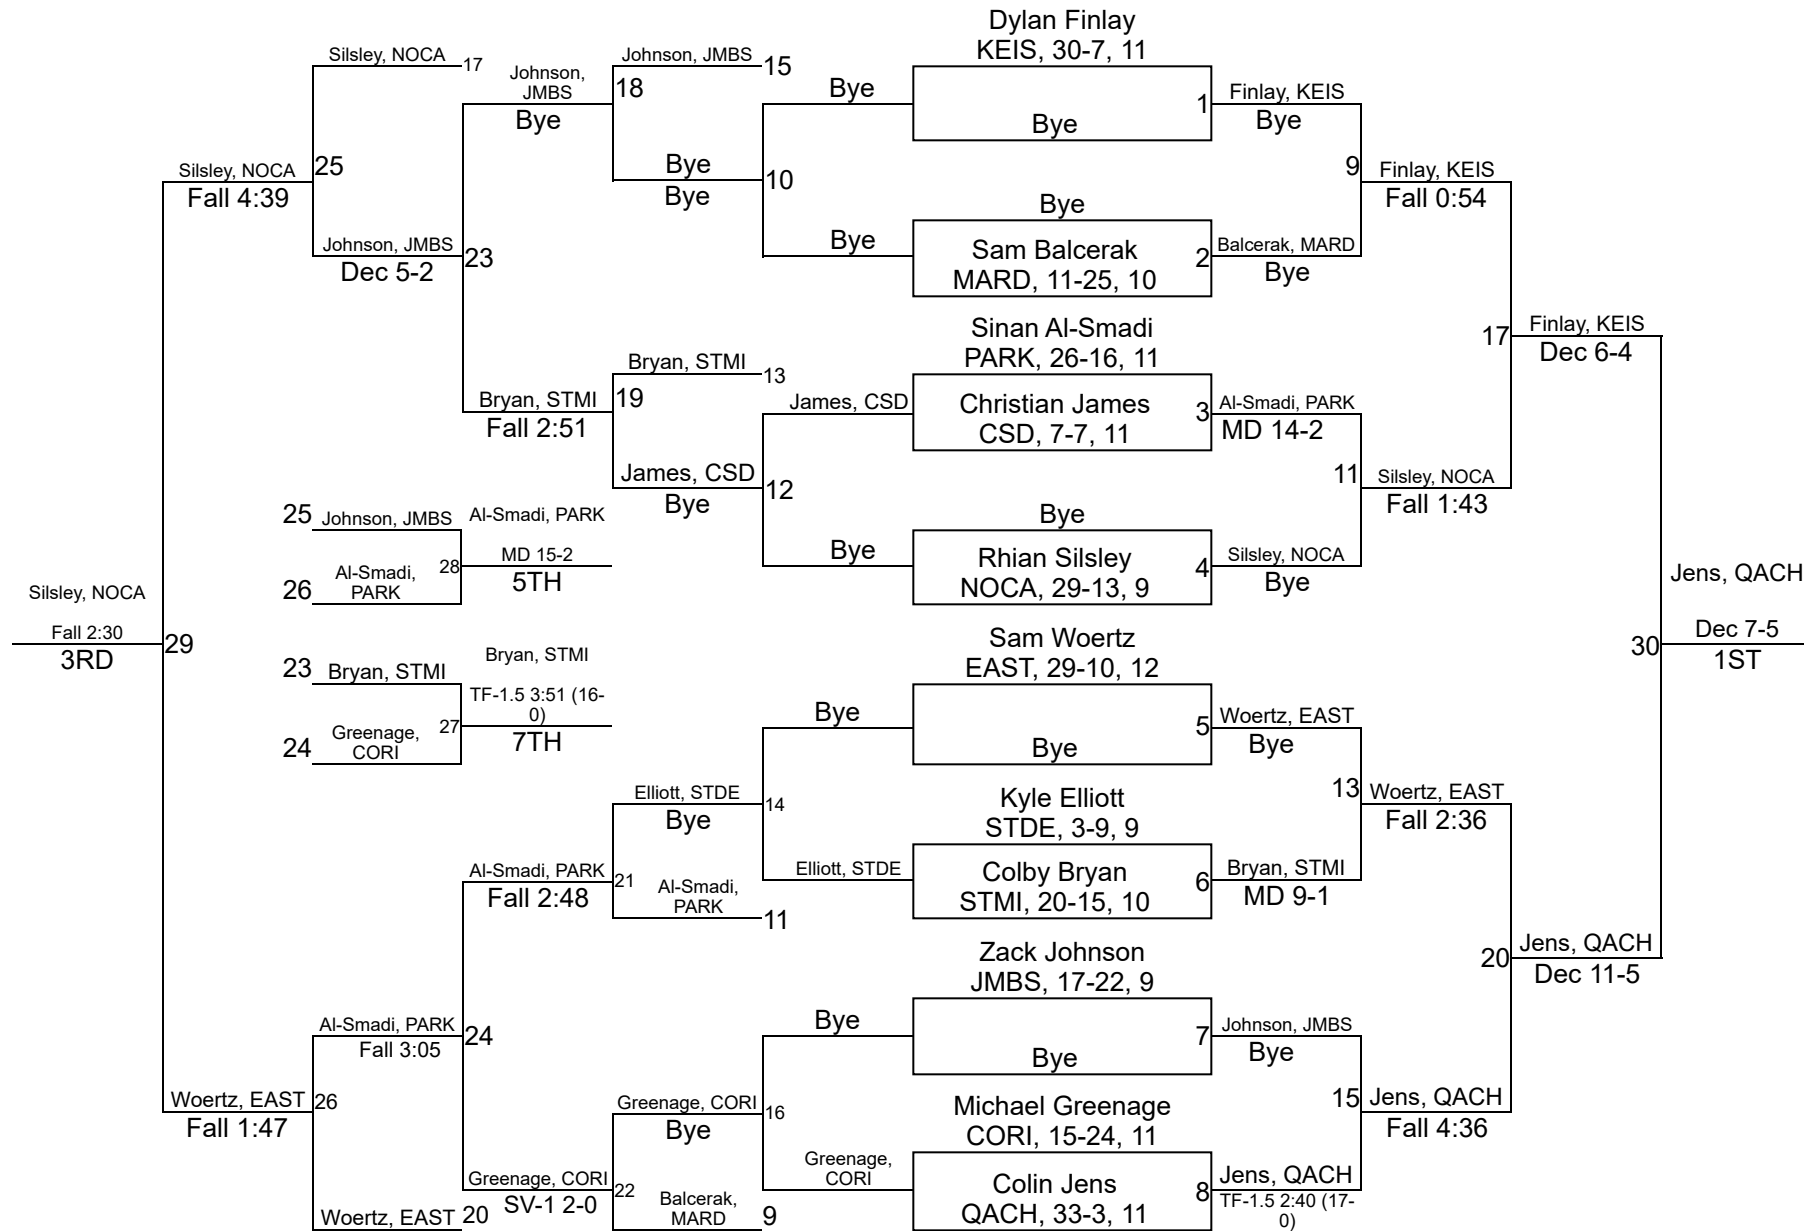 Dylan Finlay
KEIS, 30-7, 11
Silsley, NOCA
17
Johnson, JMBS
15
Johnson,
JMBS
18
Bye
Bye
1
Finlay, KEIS
Bye
Bye
Bye
Silsley, NOCA
25
Fall 4:39
Bye
10
Bye
9
Finlay, KEIS
Fall 0:54
Bye
Johnson, JMBS
23
Dec 5-2
Bye
Sam Balcerak
MARD, 11-25, 10
2
Balcerak, MARD
Bye
Sinan Al-Smadi
PARK, 26-16, 11
17
Finlay, KEIS
Dec 6-4
Bryan, STMI
13
Bryan, STMI
19
Fall 2:51
James, CSD
Christian James
CSD, 7-7, 11
3
Al-Smadi, PARK
MD 14-2
James, CSD
12
Bye
11
Silsley, NOCA
Fall 1:43
25
Johnson, JMBS
Al-Smadi, PARK
Bye
26
Al-Smadi,
PARK
28
MD 15-2
5TH
Bye
Rhian Silsley
NOCA, 29-13, 9
4
Silsley, NOCA
Bye
Silsley, NOCA
Fall 2:30
3RD
29
Jens, QACH
30
Dec 7-5
1ST
Sam Woertz
EAST, 29-10, 12
23
Bryan, STMI
Bryan, STMI
24
Greenage,
CORI
27
TF-1.5 3:51 (16-
0)
7TH
Bye
Bye
5
Woertz, EAST
Bye
Elliott, STDE
14
Bye
Kyle Elliott
STDE, 3-9, 9
13
Woertz, EAST
Fall 2:36
Al-Smadi, PARK
21
Fall 2:48
Al-Smadi,
PARK
11
Elliott, STDE
Colby Bryan
STMI, 20-15, 10
6
Bryan, STMI
MD 9-1
Zack Johnson
JMBS, 17-22, 9
20
Jens, QACH
Dec 11-5
Al-Smadi, PARK
24
Fall 3:05
Bye
Bye
7
Johnson, JMBS
Bye
Woertz, EAST
26
Fall 1:47
Greenage, CORI
16
Bye
Michael Greenage
CORI, 15-24, 11
15
Jens, QACH
Fall 4:36
Greenage, CORI
22
SV-1 2-0
Woertz, EAST
20
Balcerak,
MARD
9
Greenage,
CORI
Colin Jens
QACH, 33-3, 11
8
Jens, QACH
TF-1.5 2:40 (17-
0)